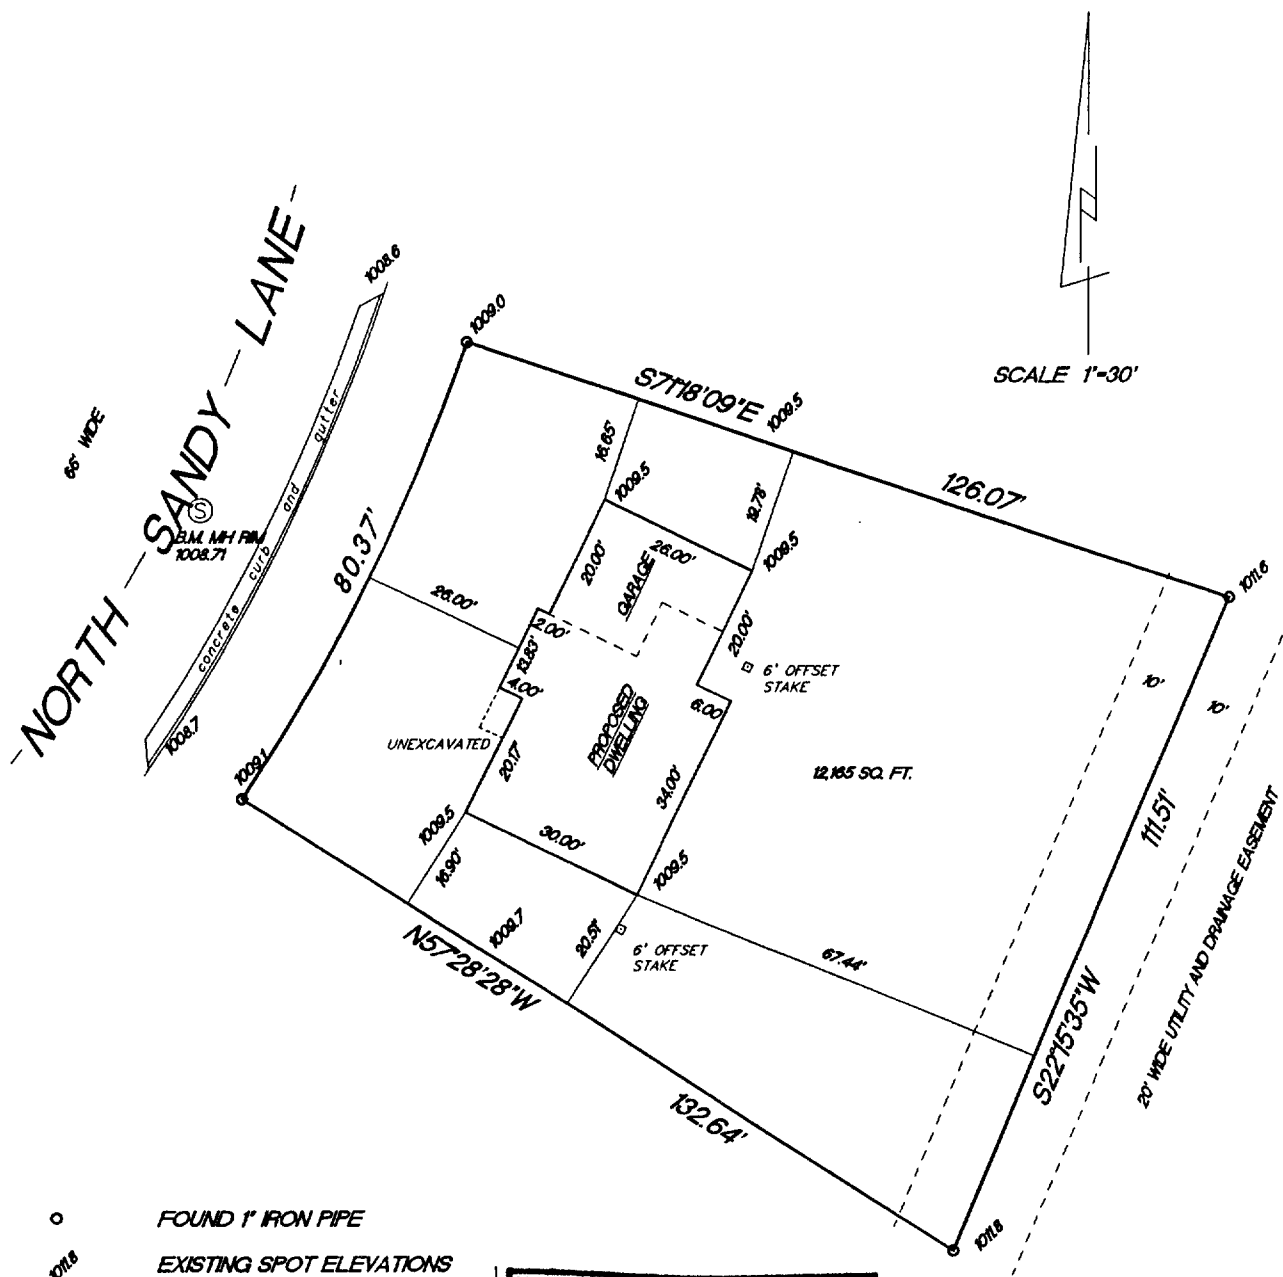 SCALE 1"=30'
NORTH SANDY LANE
66' WIDE
1008.6
1009.0
concrete curb and gutter
S
B.M. MH RIM
1008.71
1008.7
1009.1
80.37'
S71°18'09"E
126.07'
1009.5
1011.6
16.65'
19.78'
1009.5
1009.5
26.00'
20.00'
GARAGE
20.00'
26.00'
2.00'
13.83'
4.00'
6.00'
6' OFFSET
STAKE
UNEXCAVATED
PROPOSED
DWELLING
20.17'
34.00'
12,165 SQ. FT.
10'
10'
1009.5
30.00'
1009.5
16.90'
1009.7
20.51'
6' OFFSET
STAKE
67.44'
111.51'
S22°15'35"W
20' WIDE UTILITY AND DRAINAGE EASEMENT
N57°28'28"W
132.64'
1011.8
FOUND 1" IRON PIPE
1011.8 EXISTING SPOT ELEVATIONS